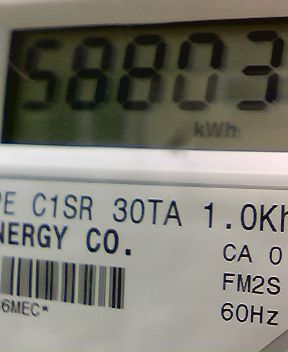 58803
kWh
PE C1SR 30TA 1.0Kh
NERGY CO.
CA 0
FM2S
6MEC*
60Hz